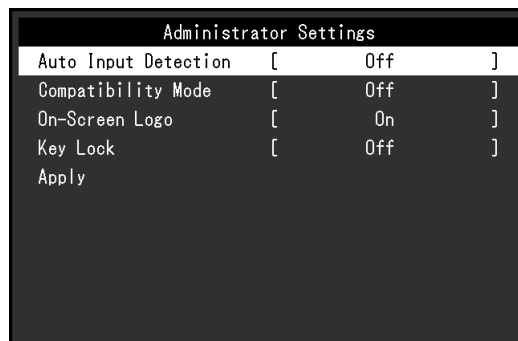 Administrator Settings
Auto Input Detection [ Off ]
Compatibility Mode [ Off ]
On-Screen Logo [ On ]
Key Lock [ Off ]
Apply